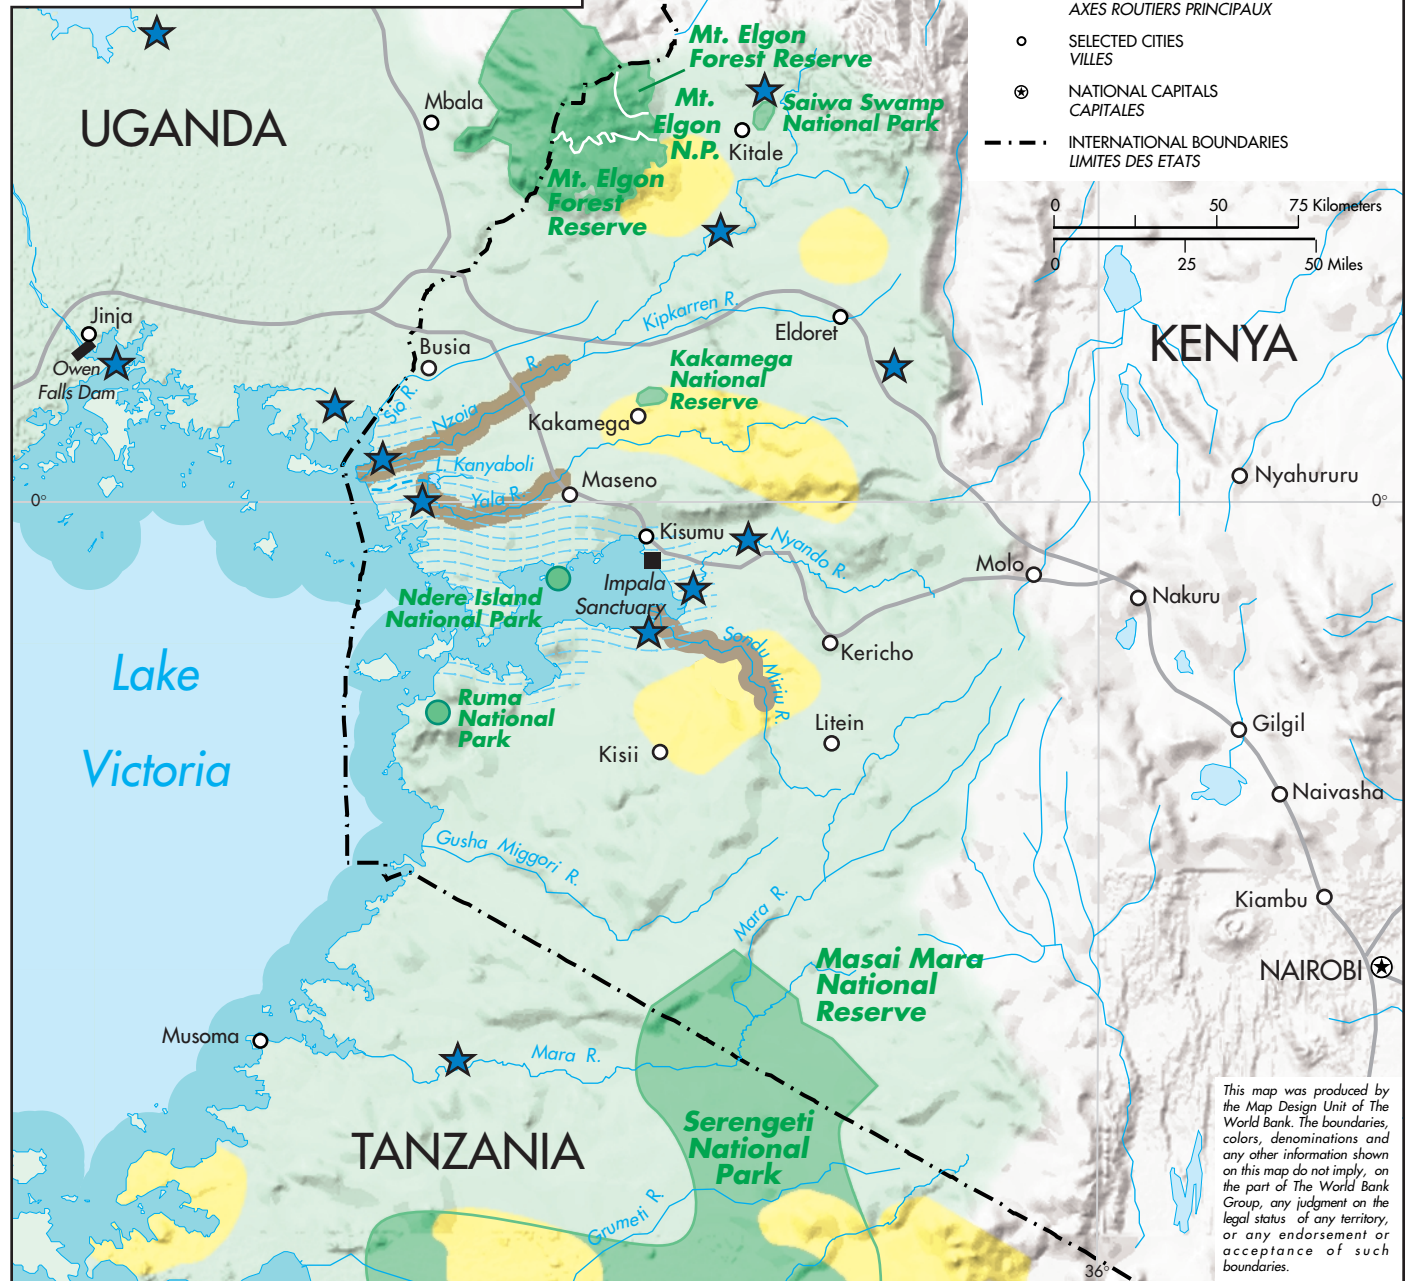 AXES ROUTIERS PRINCIPAUX
SELECTED CITIES
VILLES
NATIONAL CAPITALS
CAPITALES
INTERNATIONAL BOUNDARIES
LIMITES DES ETATS
0 50 75 Kilometers
0 25 50 Miles
UGANDA
Mbala
Mt. Elgon
Forest Reserve
Mt.
Elgon
N.P.
Saiwa Swamp
National Park
Kitale
Mt. Elgon
Forest
Reserve
Jinja
Owen
Falls Dam
Busia
Kipkarren R.
Eldoret
KENYA
Kakamega
National
Reserve
Sio R.
Nzoia R.
Kakamega
L. Kanyaboli
Yala R.
Maseno
Nyahururu
0°
0°
Kisumu
Nyando R.
Molo
Impala
Sanctuary
Ndere Island
National Park
Nakuru
Sondu Miriu R.
Kericho
Lake
Victoria
Ruma
National
Park
Litein
Kisii
Gilgil
Naivasha
Gusha Miggori R.
Mara R.
Kiambu
NAIROBI
Masai Mara
National
Reserve
Musoma
Mara R.
TANZANIA
Serengeti
National
Park
Grumeti R.
36°
This map was produced by
the Map Design Unit of The
World Bank. The boundaries,
colors, denominations and
any other information shown
on this map do not imply, on
the part of The World Bank
Group, any judgment on the
legal status of any territory,
or any endorsement or
acceptance of such
boundaries.